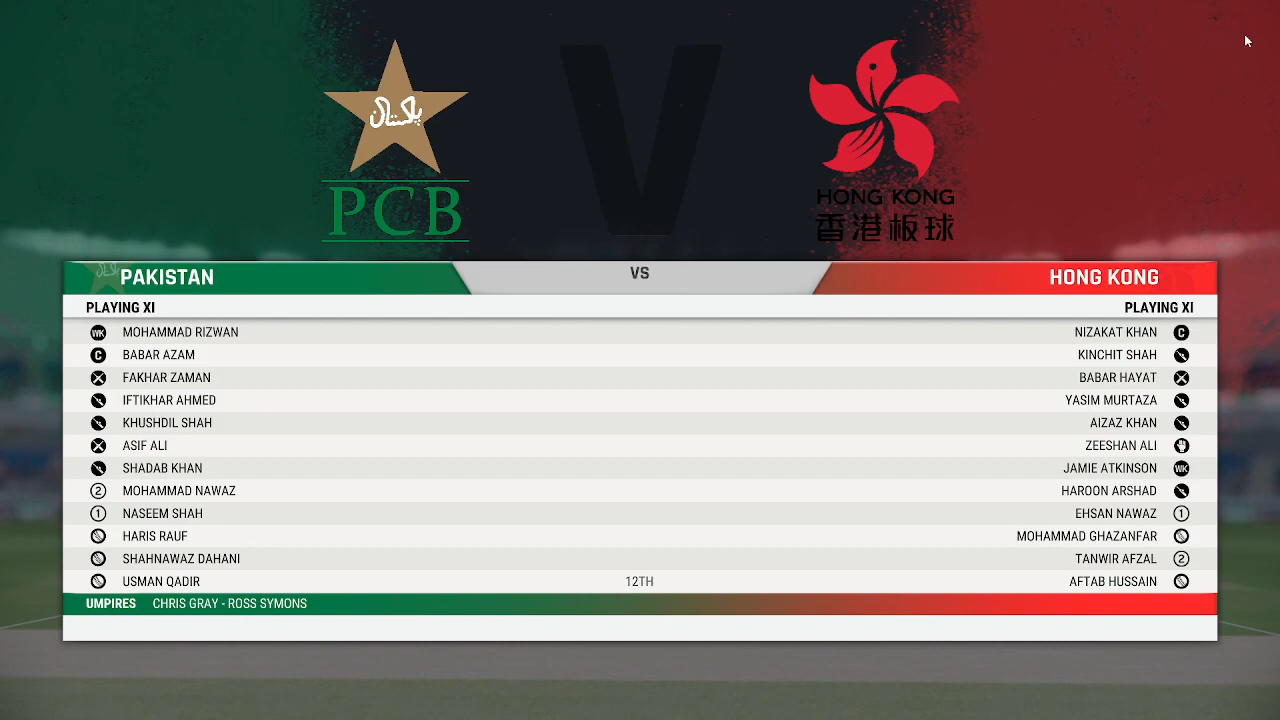 V
پاکستان
PCB
HONG KONG
香港板球
PAKISTAN VS HONG KONG
PLAYING XI PLAYING XI
WK MOHAMMAD RIZWAN NIZAKAT KHAN C
C BABAR AZAM KINCHIT SHAH
FAKHAR ZAMAN BABAR HAYAT
IFTIKHAR AHMED YASIM MURTAZA
KHUSHDIL SHAH AIZAZ KHAN
ASIF ALI ZEESHAN ALI
SHADAB KHAN JAMIE ATKINSON WK
2 MOHAMMAD NAWAZ HAROON ARSHAD
1 NASEEM SHAH EHSAN NAWAZ 1
HARIS RAUF MOHAMMAD GHAZANFAR
SHAHNAWAZ DAHANI TANWIR AFZAL 2
USMAN QADIR 12TH AFTAB HUSSAIN
UMPIRES CHRIS GRAY - ROSS SYMONS